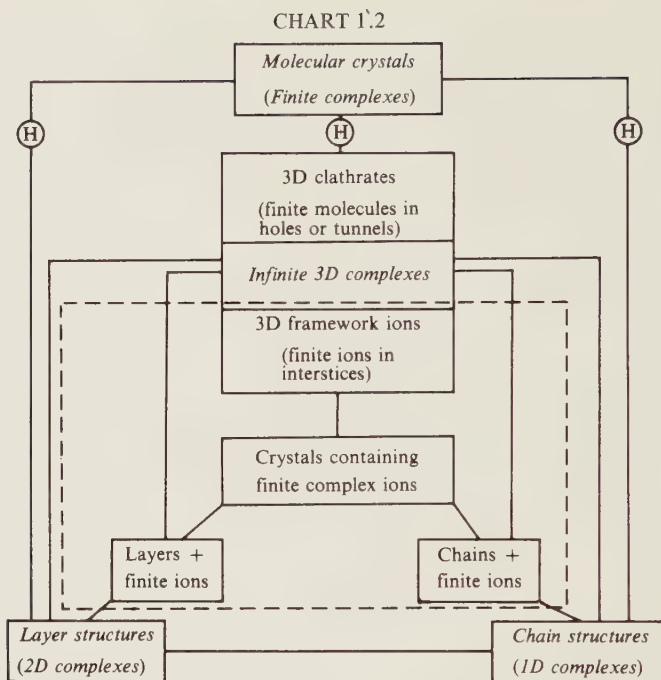 CHART 1.2
Molecular crystals
(Finite complexes)
H
H
H
3D clathrates
(finite molecules in
holes or tunnels)
Infinite 3D complexes
3D framework ions
(finite ions in
interstices)
Crystals containing
finite complex ions
Layers +
finite ions
Chains +
finite ions
Layer structures
(2D complexes)
Chain structures
(1D complexes)